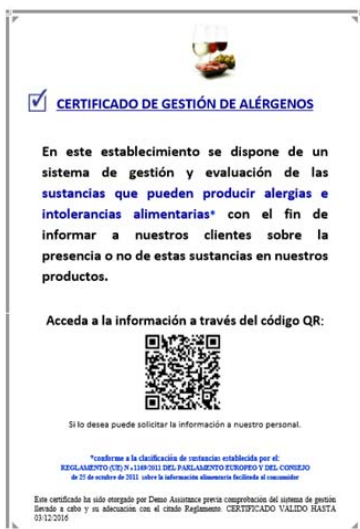 CERTIFICADO DE GESTIÓN DE ALÉRGENOS
En este establecimiento se dispone de un
sistema de gestión y evaluación de las
sustancias que pueden producir alergias e
intolerancias alimentarias* con el fin de
informar a nuestros clientes sobre la
presencia o no de estas sustancias en nuestros
productos.
Acceda a la información a través del código QR:
Si lo desea puede solicitar la información a nuestro personal.
*conforme a la clasificación de sustancias establecida por el:
REGLAMENTO (UE) N.1169/2011 DEL PARLAMENTO EUROPEO Y DEL CONSEJO
de 25 de octubre de 2011 sobre la información alimentaria facilitada al consumidor
Este certificado ha sido otorgado por Demo Assistance previa comprobación del sistema de gestión
llevado a cabo y su adecuación con el citado Reglamento. CERTIFICADO VALIDO HASTA
03/12/2016